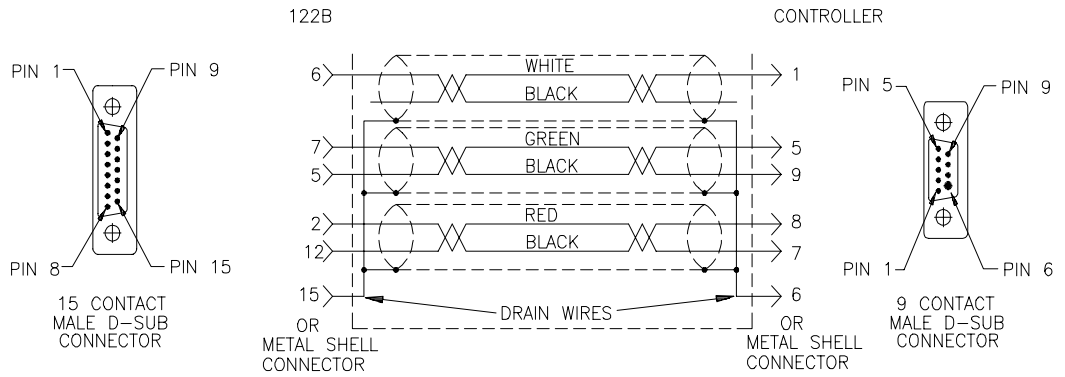 122B
CONTROLLER
PIN 1
PIN 9
PIN 8
PIN 15
15 CONTACT
MALE D-SUB
CONNECTOR
6
WHITE
BLACK
1
7
GREEN
5
5
BLACK
9
2
RED
8
12
BLACK
7
15
DRAIN WIRES
6
OR
METAL SHELL
CONNECTOR
OR
METAL SHELL
CONNECTOR
PIN 5
PIN 9
PIN 1
PIN 6
9 CONTACT
MALE D-SUB
CONNECTOR